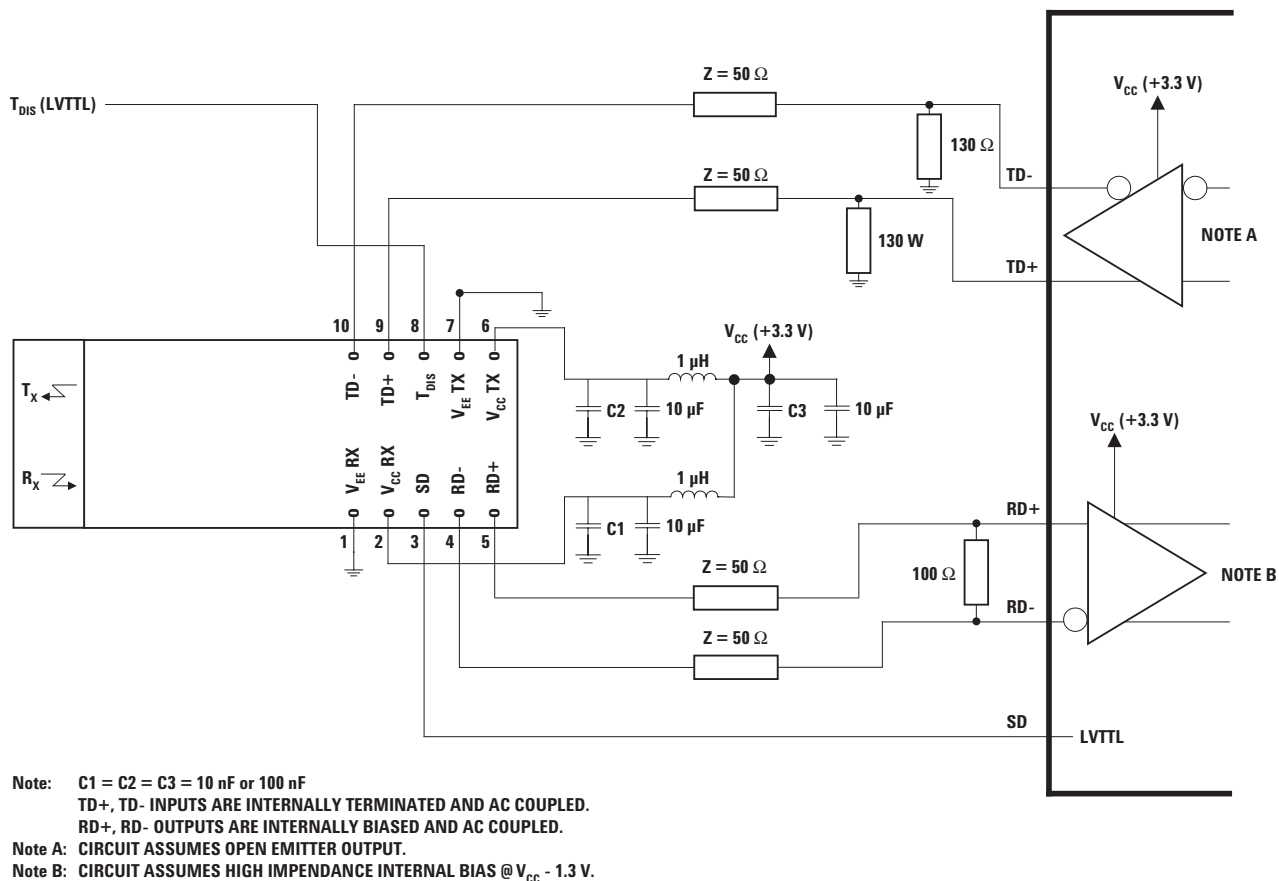 Z = 50 Ω
T_DIS (LVTTL)
V_CC (+3.3 V)
130 Ω
TD-
Z = 50 Ω
130 W
NOTE A
TD+
10 9 8 7 6
V_CC (+3.3 V)
1 µH
T_X
TD-
TD+
T_DIS
V_EE TX
V_CC TX
C2
10 µF
C3
10 µF
V_CC (+3.3 V)
R_X
V_EE RX
V_CC RX
SD
RD-
RD+
1 µH
C1
10 µF
RD+
1 2 3 4 5
Z = 50 Ω
100 Ω
NOTE B
RD-
Z = 50 Ω
SD
LVTTL
Note: C1 = C2 = C3 = 10 nF or 100 nF
TD+, TD- INPUTS ARE INTERNALLY TERMINATED AND AC COUPLED.
RD+, RD- OUTPUTS ARE INTERNALLY BIASED AND AC COUPLED.
Note A: CIRCUIT ASSUMES OPEN EMITTER OUTPUT.
Note B: CIRCUIT ASSUMES HIGH IMPENDANCE INTERNAL BIAS @ V_CC - 1.3 V.